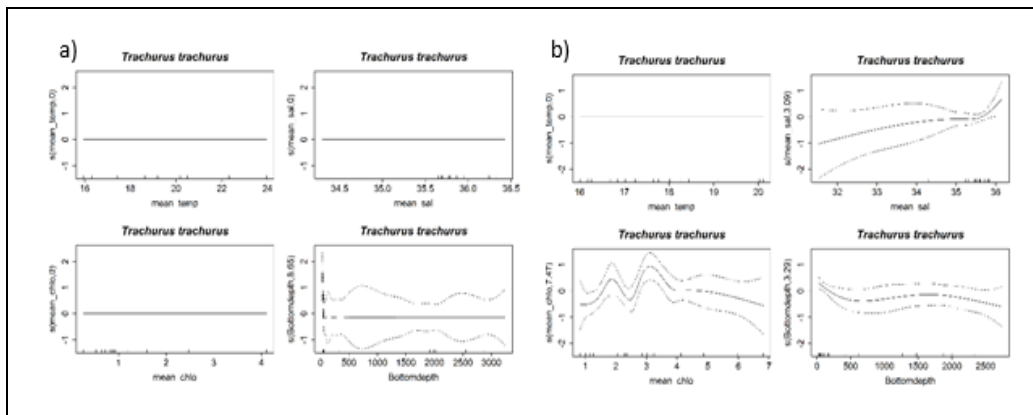 a)
Trachurus trachurus
s(mean_temp,0)
2
1
0
-1
16 18 20 22 24
mean temp
Trachurus trachurus
s(mean sal,0)
2
1
0
-1
34.5 35.0 35.5 36.0 36.5
mean sal
Trachurus trachurus
s(mean_chlo,0)
2
1
0
-1
1 2 3 4
mean chlo
Trachurus trachurus
s(Bottomdepth,8.65)
2
1
0
-1
0 500 1000 1500 2000 2500 3000
Bottomdepth
b)
Trachurus trachurus
s(mean_temp,0)
1
0
-1
-2
16 17 18 19 20
mean temp
Trachurus trachurus
s(mean_sal,3.09)
1
0
-1
-2
32 33 34 35 36
mean sal
Trachurus trachurus
s(mean_chlo,7.47)
1
0
-1
-2
1 2 3 4 5 6 7
mean chlo
Trachurus trachurus
s(Bottomdepth,3.29)
1
0
-1
-2
0 500 1000 1500 2000 2500
Bottomdepth